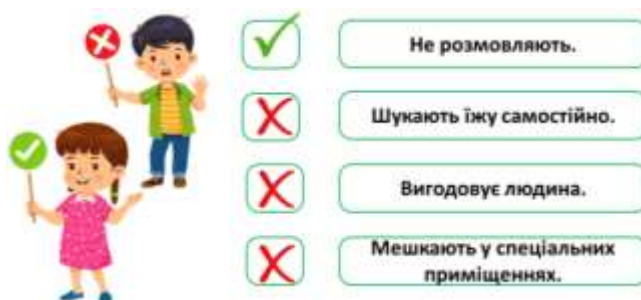 Не розмовляють.
Шукають їжу самостійно.
Вигодовує людина.
Мешкають у спеціальних
приміщеннях.